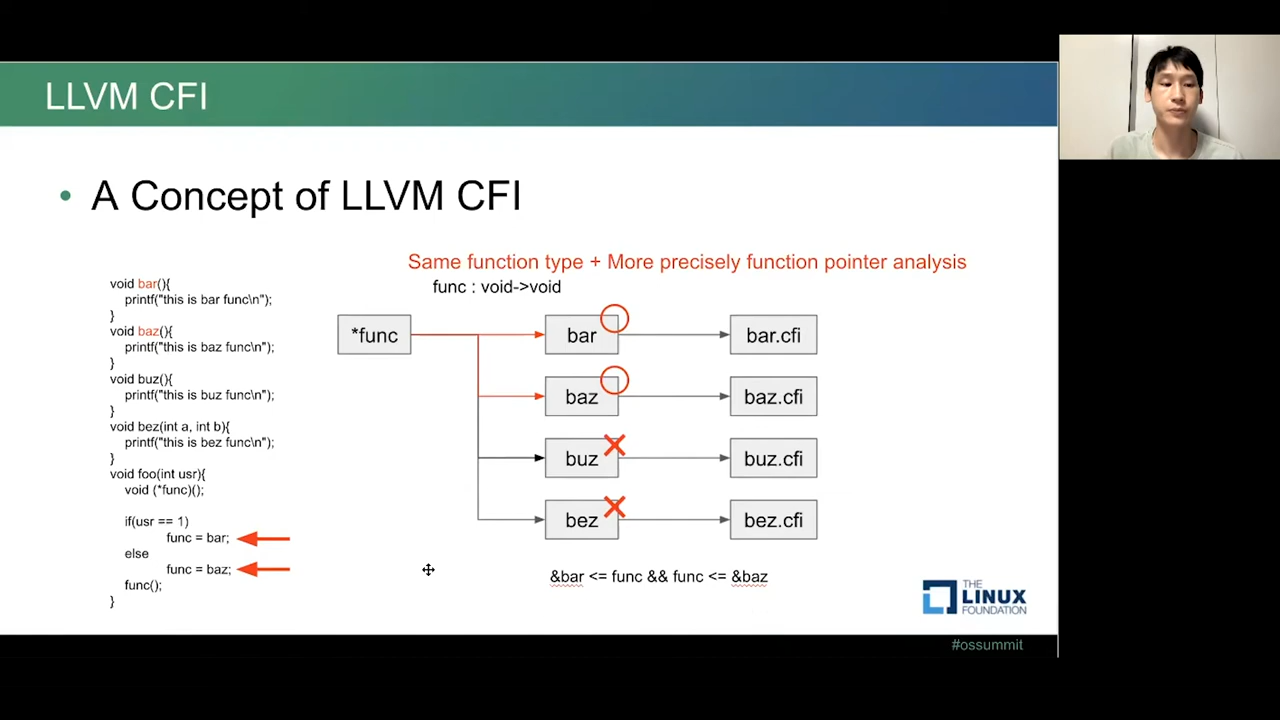 LLVM CFI
• A Concept of LLVM CFI
Same function type + More precisely function pointer analysis
func : void->void
void bar(){
printf("this is bar func\n");
}
void baz(){
printf("this is baz func\n");
}
void buz(){
printf("this is buz func\n");
}
void bez(int a, int b){
printf("this is bez func\n");
}
void foo(int usr){
void (*func)();
if(usr == 1)
func = bar;
else
func = baz;
func();
}
*func
bar
bar.cfi
baz
baz.cfi
buz
buz.cfi
bez
bez.cfi
&bar <= func && func <= &baz
THE
LINUX
FOUNDATION
#ossummit